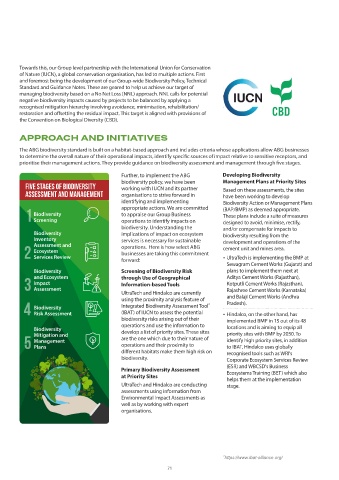 Towards this, our Group level partnership with the International Union for Conservation
of Nature (IUCN), a global conservation organisation, has led to multiple actions. First
and foremost being the development of our Group wide Biodiversity Policy, Technical
Standard and Guidance Notes. These are geared to help us achieve our target of
managing biodiversity based on a No Net Loss (NNL) approach. NNL calls for potential
negative biodiversity impacts caused by projects to be balanced by applying a
recognised mitigation hierarchy involving avoidance, minimisation, rehabilitation/
restoration and offsetting the residual impact. This target is aligned with provisions of
the Convention on Biological Diversity (CBD).
IUCN
CBD
APPROACH AND INITIATIVES
The ABG biodiversity standard is built on a habitat-based approach and includes criteria whose applications allow ABG businesses
to determine the overall nature of their operational impacts, identify specific sources of impact relative to sensitive receptors, and
prioritise their management actions. They provide guidance on biodiversity assessment and management through five stages.
FIVE STAGES OF BIODIVERSITY
ASSESSMENT AND MANAGEMENT
1 Biodiversity
Screening
2 Biodiversity
Inventory
Assessment and
Ecosystem
Services Review
3 Biodiversity
and Ecosystem
Impact
Assessment
4 Biodiversity
Risk Assessment
5 Biodiversity
Mitigation and
Management
Plans
Further, to implement the ABG
biodiversity policy, we have been
working with IUCN and its partner
organisations to strive forward in
identifying and implementing
appropriate actions. We are committed
to appraise our Group Business
operations to identify impacts on
biodiversity. Understanding the
implications of impact on ecosystem
services is necessary for sustainable
operations. Here is how select ABG
businesses are taking this commitment
forward:
Screening of Biodiversity Risk
through Use of Geographical
Information-based Tools
UltraTech and Hindalco are currently
using the proximity analysis feature of
Integrated Biodiversity Assessment Tool
(IBAT) of IUCN to assess the potential
biodiversity risks arising out of their
operations and use the information to
develop a list of priority sites. These sites
are the one which due to their nature of
operations and their proximity to
different habitats make them high risk on
biodiversity.
Primary Biodiversity Assessment
at Priority Sites
UltraTech and Hindalco are conducting
assessments using information from
Environmental Impact Assessments as
well as by working with expert
organisations.
Developing Biodiversity
Management Plans at Priority Sites
Based on these assessments, the sites
have been working to develop
Biodiversity Action or Management Plans
(BAP/BMP) as deemed appropriate.
These plans include a suite of measures
designed to avoid, minimise, rectify,
and/or compensate for impacts to
biodiversity resulting from the
development and operations of the
cement unit and mines area.
• UltraTech is implementing the BMP at
Sewagram Cement Works (Gujarat) and
plans to implement them next at
Aditya Cement Works (Rajasthan),
Kotputli Cement Works (Rajasthan),
Rajashree Cement Works (Karnataka)
and Balaji Cement Works (Andhra
Pradesh).
• Hindalco, on the other hand, has
implemented BMP in 15 out of its 48
locations and is aiming to equip all
priority sites with BMP by 2050. To
identify high priority sites, in addition
to IBAT, Hindalco uses globally
recognised tools such as WRI's
Corporate Ecosystem Services Review
(ESR) and WBCSD's Business
Ecosystems Training (BET) which also
helps them at the implementation
stage.